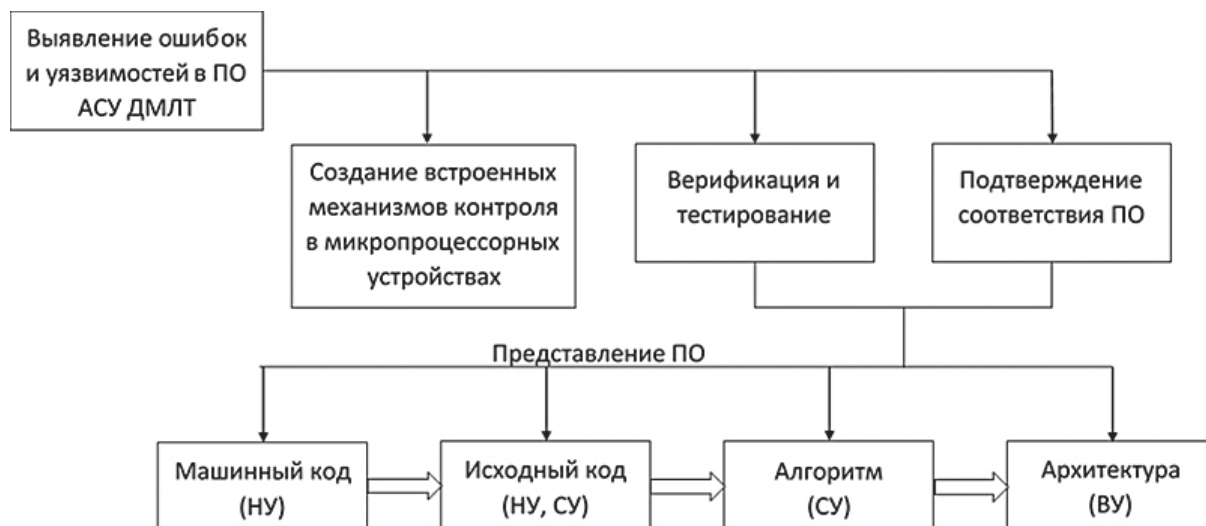 Выявление ошибок
и уязвимостей в ПО
АСУ ДМЛТ
Создание встроенных
механизмов контроля
в микропроцессорных
устройствах
Верификация и
тестирование
Подтверждение
соответствия ПО
Представление ПО
Машинный код
(НУ)
Исходный код
(НУ, СУ)
Алгоритм
(СУ)
Архитектура
(ВУ)